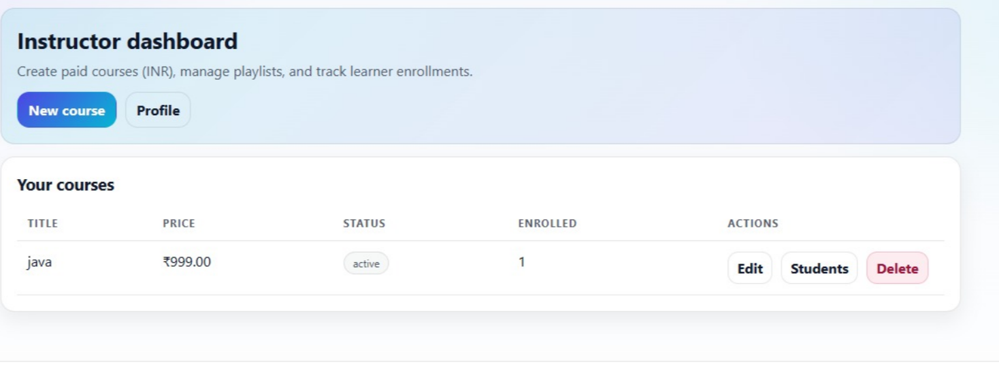 Instructor dashboard
Create paid courses (INR), manage playlists, and track learner enrollments.
New course Profile
Your courses
TITLE PRICE STATUS ENROLLED ACTIONS
java ₹999.00 active 1 Edit Students Delete